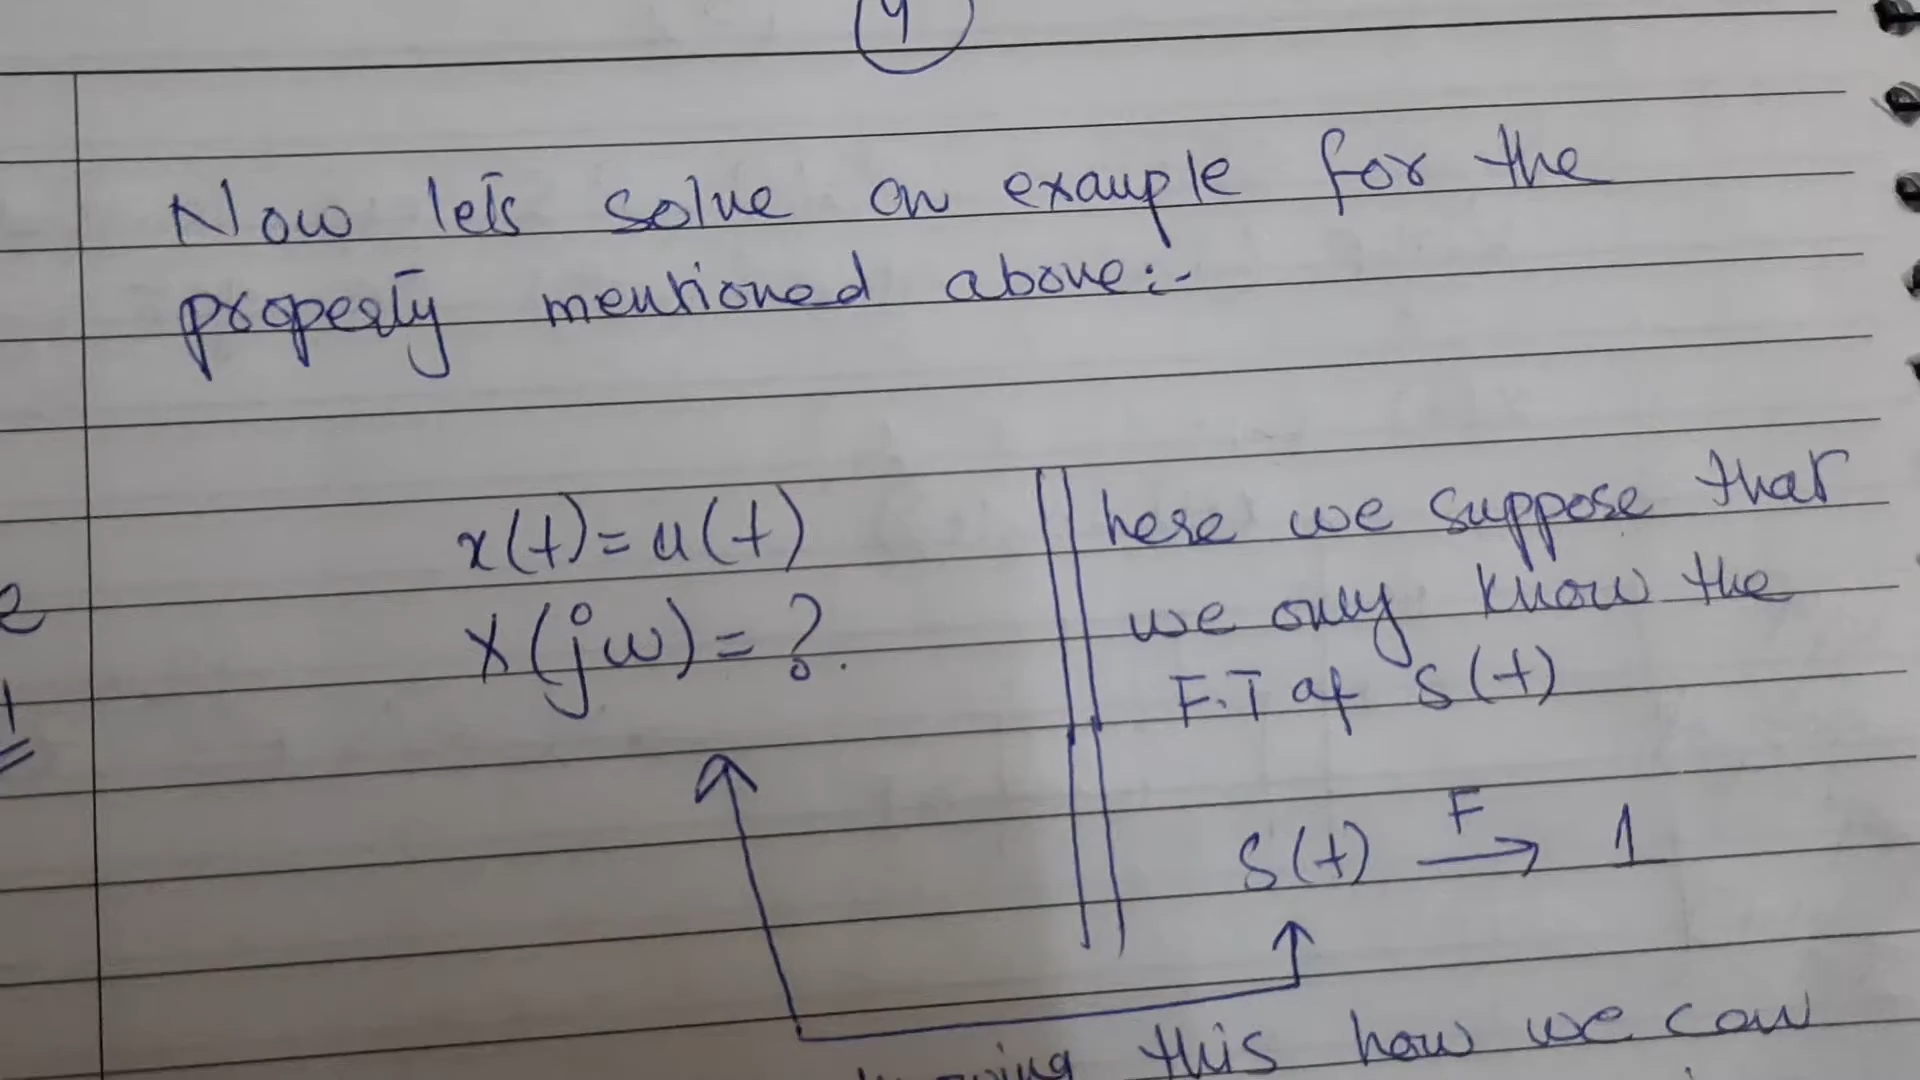 4
Now let's solve an example for the
property mentioned above:-
x(t)=u(t)
X(jω)=?.
here we suppose that
we only know the
F.T of δ(t)
δ(t) F→ 1
this how we can